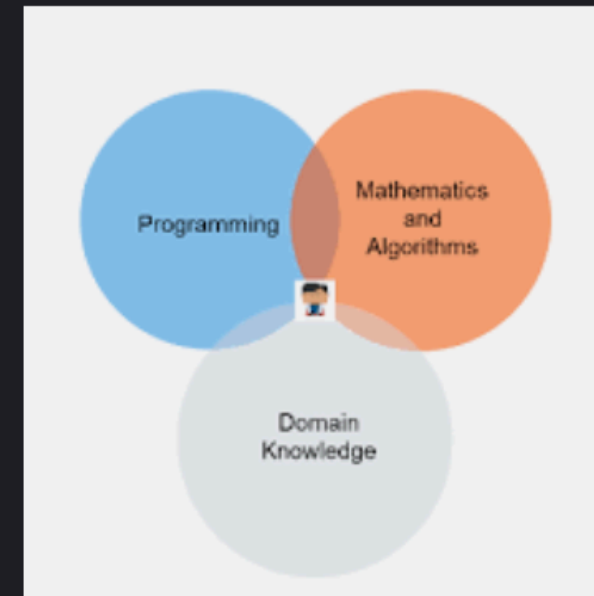 Programming
Mathematics
and
Algorithms
Domain
Knowledge